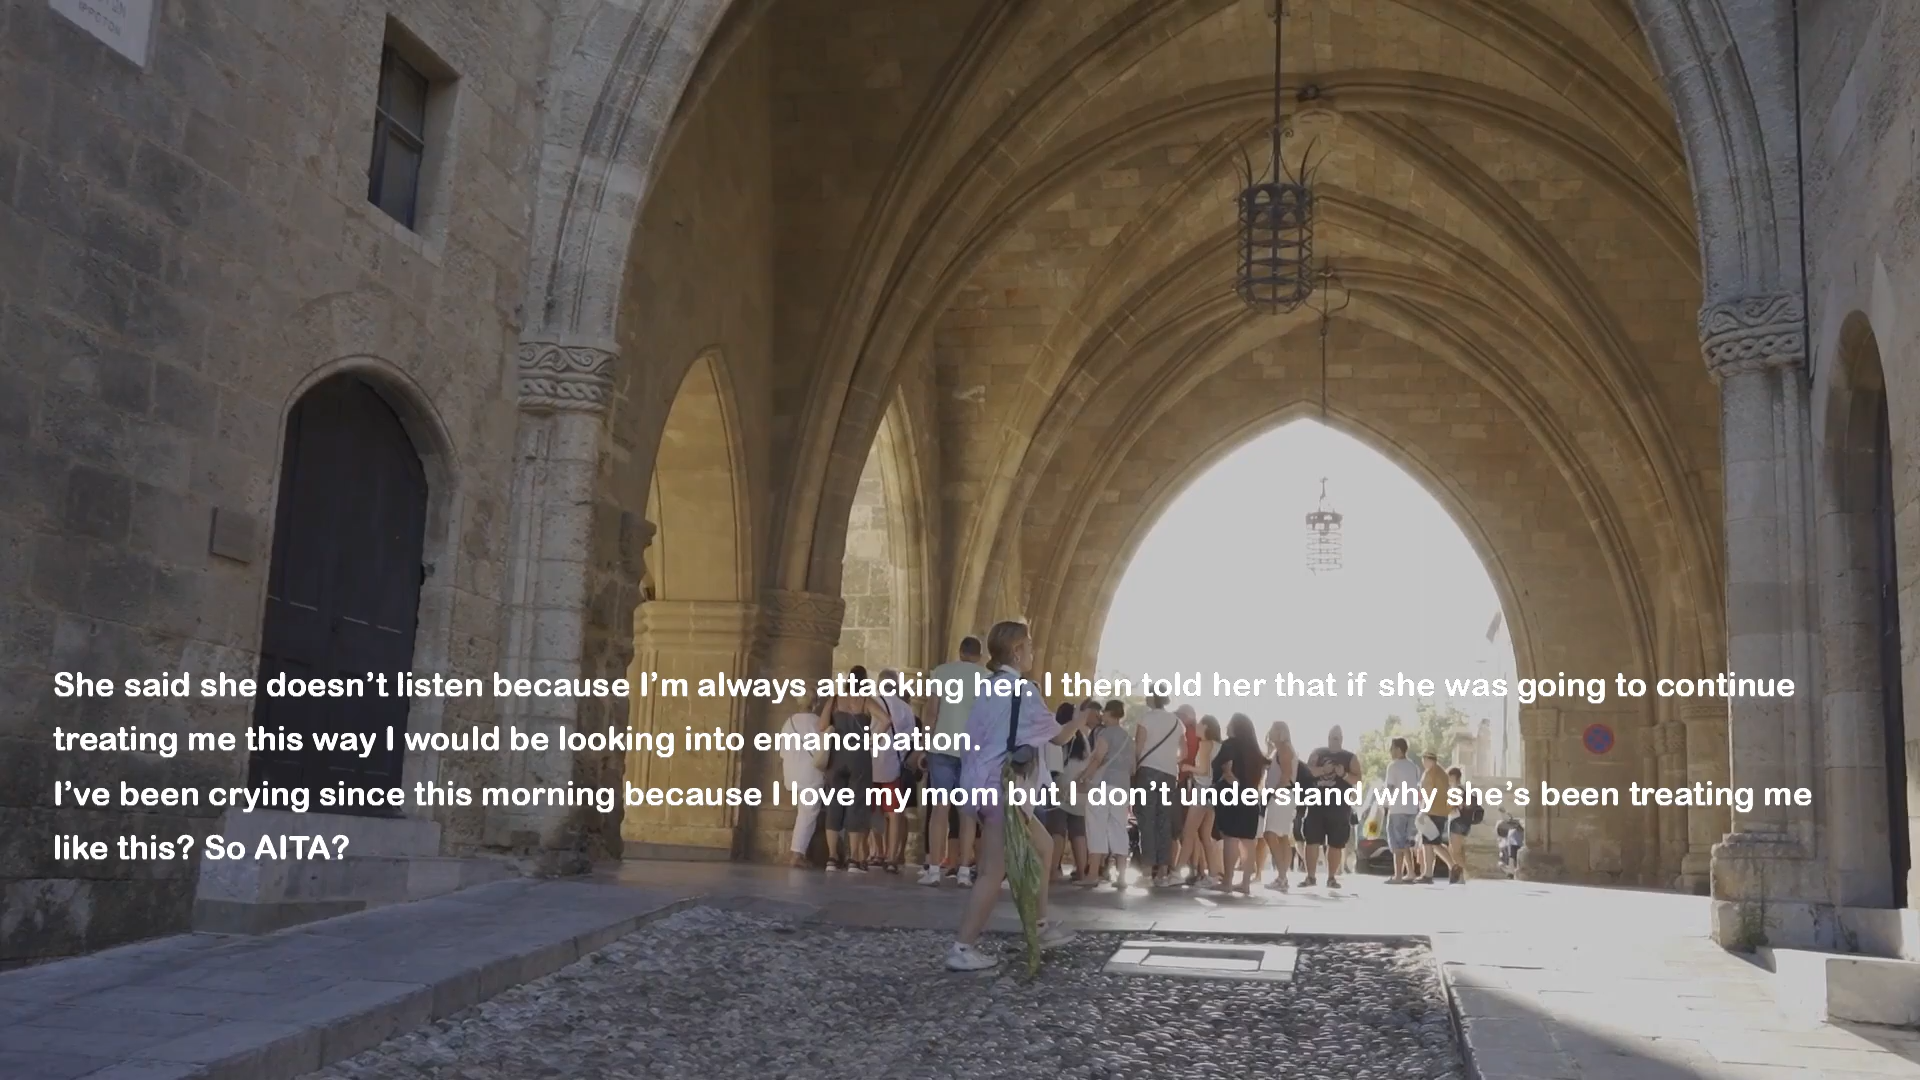 ΙΠΠΟΤΩΝ
She said she doesn’t listen because I’m always attacking her. I then told her that if she was going to continue
treating me this way I would be looking into emancipation.
I’ve been crying since this morning because I love my mom but I don’t understand why she’s been treating me
like this? So AITA?